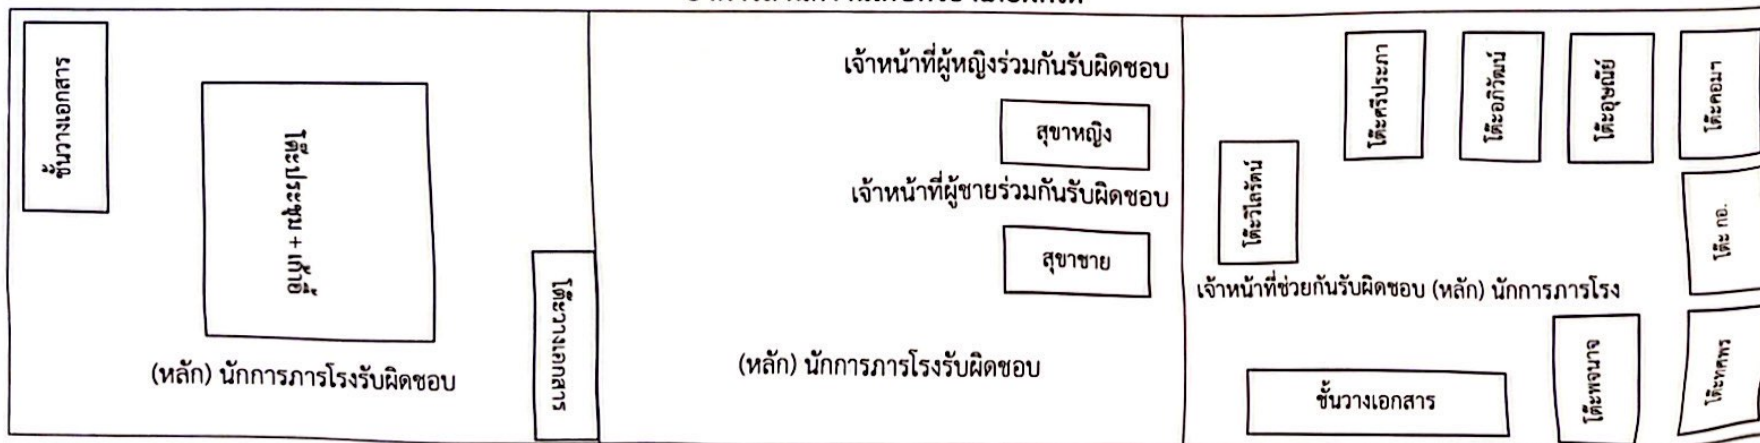 ชั้นวางเอกสาร
โต๊ะประชุม + เก้าอี้
(หลัก) นักการภารโรงรับผิดชอบ
โต๊ะวางเอกสาร
เจ้าหน้าที่ผู้หญิงร่วมกันรับผิดชอบ
สุขาหญิง
เจ้าหน้าที่ผู้ชายร่วมกันรับผิดชอบ
สุขาชาย
(หลัก) นักการภารโรงรับผิดชอบ
โต๊ะศรีประภา
โต๊ะอภิวัฒน์
โต๊ะอุษณีย์
โต๊ะคอมฯ
โต๊ะวิไลรัตน์
โต๊ะ กอ.
เจ้าหน้าที่ช่วยกันรับผิดชอบ (หลัก) นักการภารโรง
ชั้นวางเอกสาร
โต๊ะพจนาจ
โต๊ะทศพร